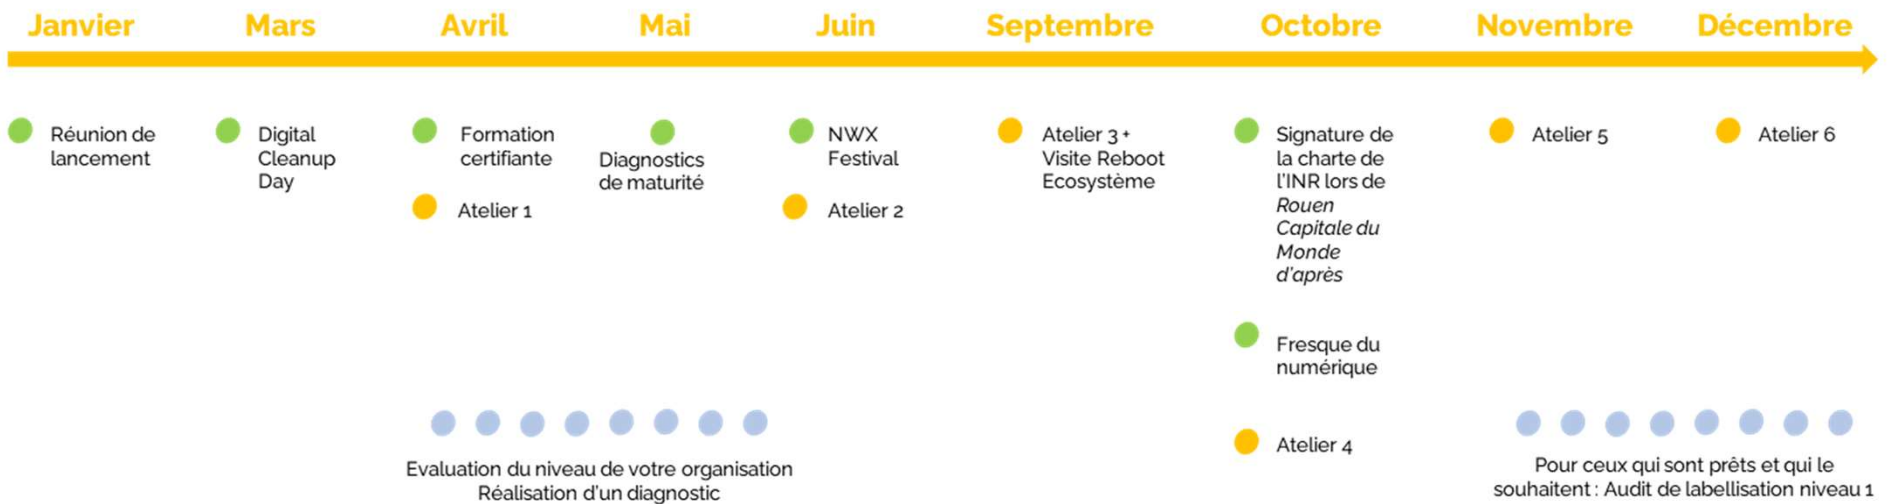 Janvier
Mars
Avril
Mai
Juin
Septembre
Octobre
Novembre
Décembre
Réunion de
lancement
Digital
Cleanup
Day
Formation
certifiante
Atelier 1
Diagnostics
de maturité
NWX
Festival
Atelier 2
Atelier 3 +
Visite Reboot
Ecosystème
Signature de
la charte de
l'INR lors de
Rouen
Capitale du
Monde
d'après
Fresque du
numérique
Atelier 4
Atelier 5
Atelier 6
Evaluation du niveau de votre organisation
Réalisation d'un diagnostic
Pour ceux qui sont prêts et qui le
souhaitent : Audit de labellisation niveau 1